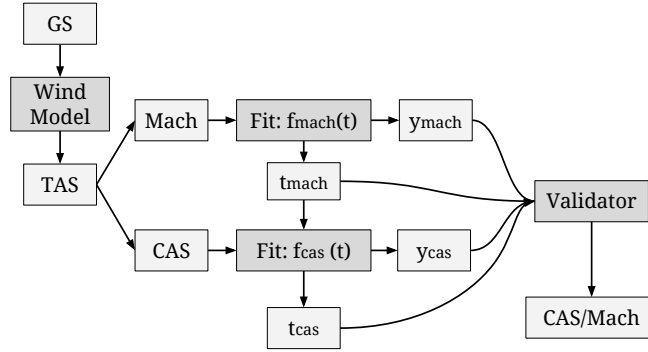 GS
Wind
Model
TAS
Mach
Fit: fmach(t)
ymach
tmach
CAS
Fit: fcas (t)
ycas
tcas
Validator
CAS/Mach